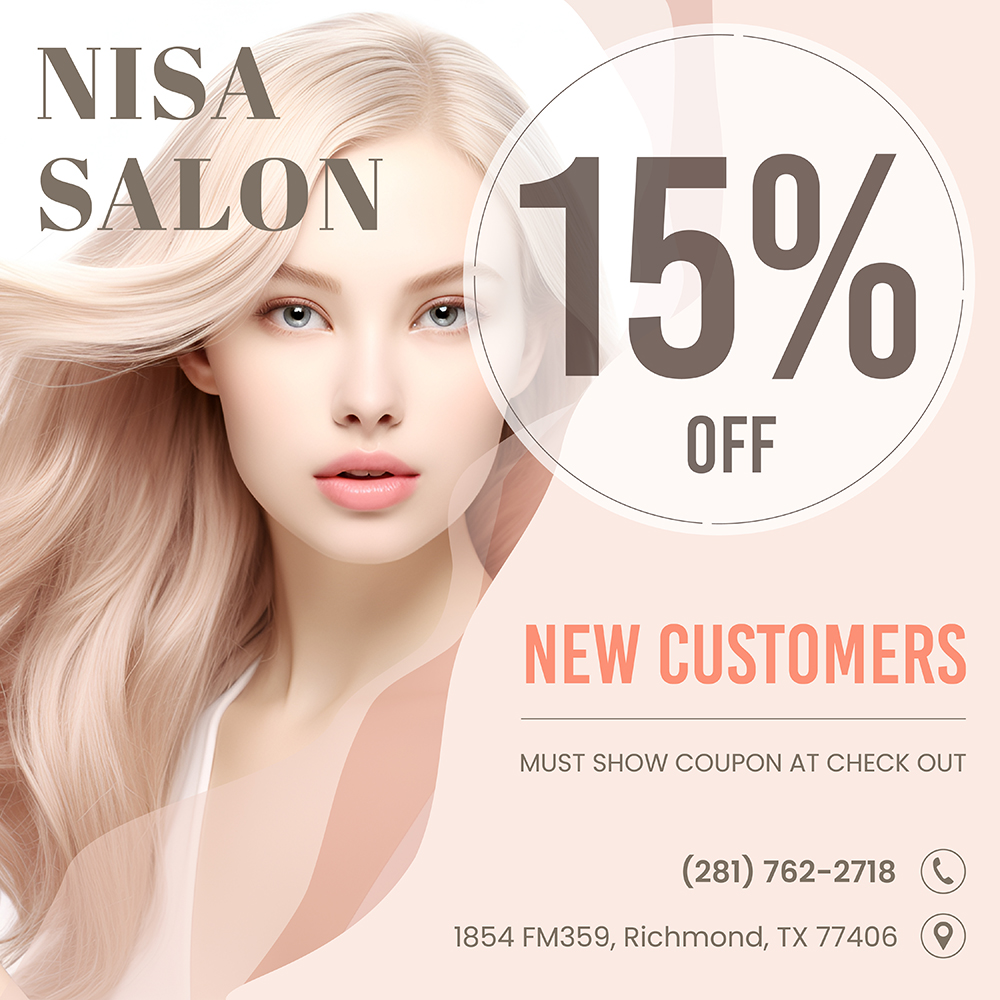 NISA
SALON
15%
OFF
NEW CUSTOMERS
MUST SHOW COUPON AT CHECK OUT
(281) 762-2718
1854 FM359, Richmond, TX 77406